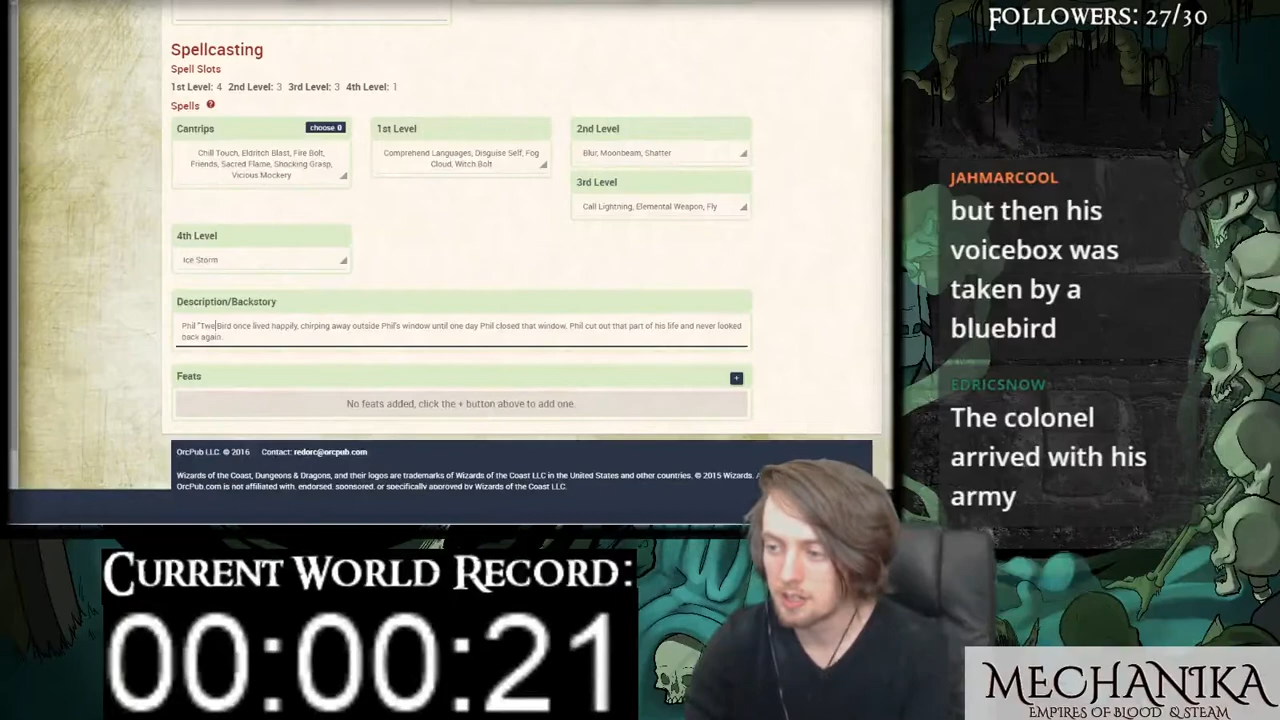 FOLLOWERS: 27/30
Spellcasting
Spell Slots
1st Level: 4 2nd Level: 3 3rd Level: 3 4th Level: 1
Spells ?
Cantrips
choose 0
1st Level
2nd Level
Chill Touch, Eldritch Blast, Fire Bolt,
Friends, Sacred Flame, Shocking Grasp,
Vicious Mockery
Comprehend Languages, Disguise Self, Fog
Cloud, Witch Bolt
Blur, Moonbeam, Shatter
3rd Level
Call Lightning, Elemental Weapon, Fly
4th Level
Ice Storm
Description/Backstory
Phil "Twe Bird once lived happily, chirping away outside Phil's window until one day Phil closed that window. Phil cut out that part of his life and never looked
back again.
Feats
+
No feats added, click the + button above to add one.
OrcPub LLC. © 2016 Contact: redorc@orcpub.com
Wizards of the Coast, Dungeons & Dragons, and their logos are trademarks of Wizards of the Coast LLC in the United States and other countries. © 2015 Wizards.
OrcPub.com is not affiliated with, endorsed, sponsored, or specifically approved by Wizards of the Coast LLC.
JAHMARCOOL
but then his
voicebox was
taken by a
bluebird
EDRICSNOW
The colonel
arrived with his
army
CURRENT WORLD RECORD:
00:00:21
MECHANIKA
EMPIRES OF BLOOD & STEAM